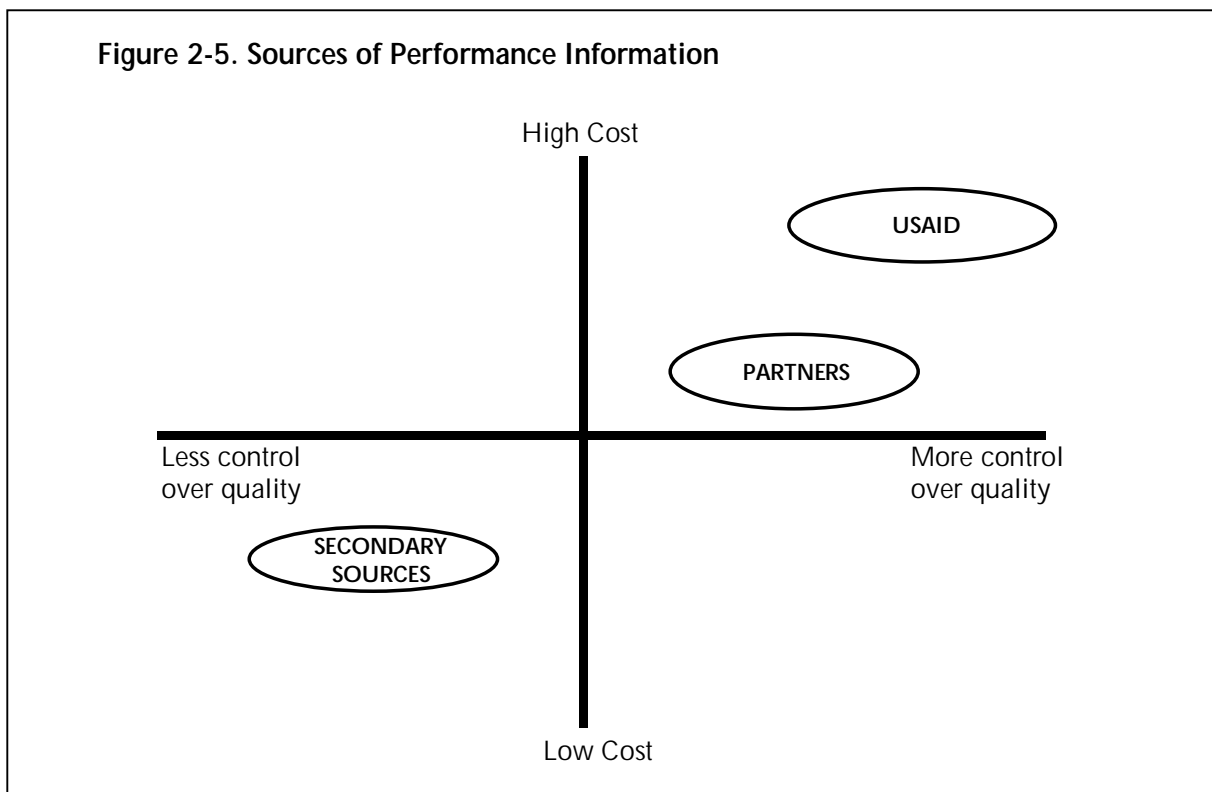 Figure 2-5. Sources of Performance Information
High Cost
USAID
PARTNERS
Less control
over quality
More control
over quality
SECONDARY
SOURCES
Low Cost